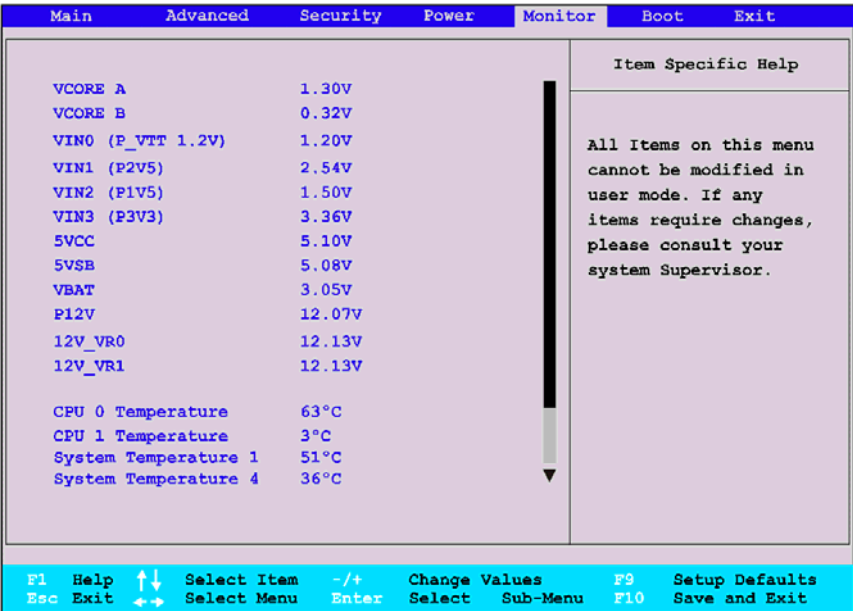 Main Advanced Security Power Monitor Boot Exit
Item Specific Help
VCORE A 1.30V
VCORE B 0.32V
VIN0 (P_VTT 1.2V) 1.20V
VIN1 (P2V5) 2.54V
VIN2 (P1V5) 1.50V
VIN3 (P3V3) 3.36V
5VCC 5.10V
5VSB 5.08V
VBAT 3.05V
P12V 12.07V
12V_VR0 12.13V
12V_VR1 12.13V
CPU 0 Temperature 63°C
CPU 1 Temperature 3°C
System Temperature 1 51°C
System Temperature 4 36°C
All Items on this menu
cannot be modified in
user mode. If any
items require changes,
please consult your
system Supervisor.
F1 Help ↑↓ Select Item -/+ Change Values F9 Setup Defaults
Esc Exit ←→ Select Menu Enter Select Sub-Menu F10 Save and Exit